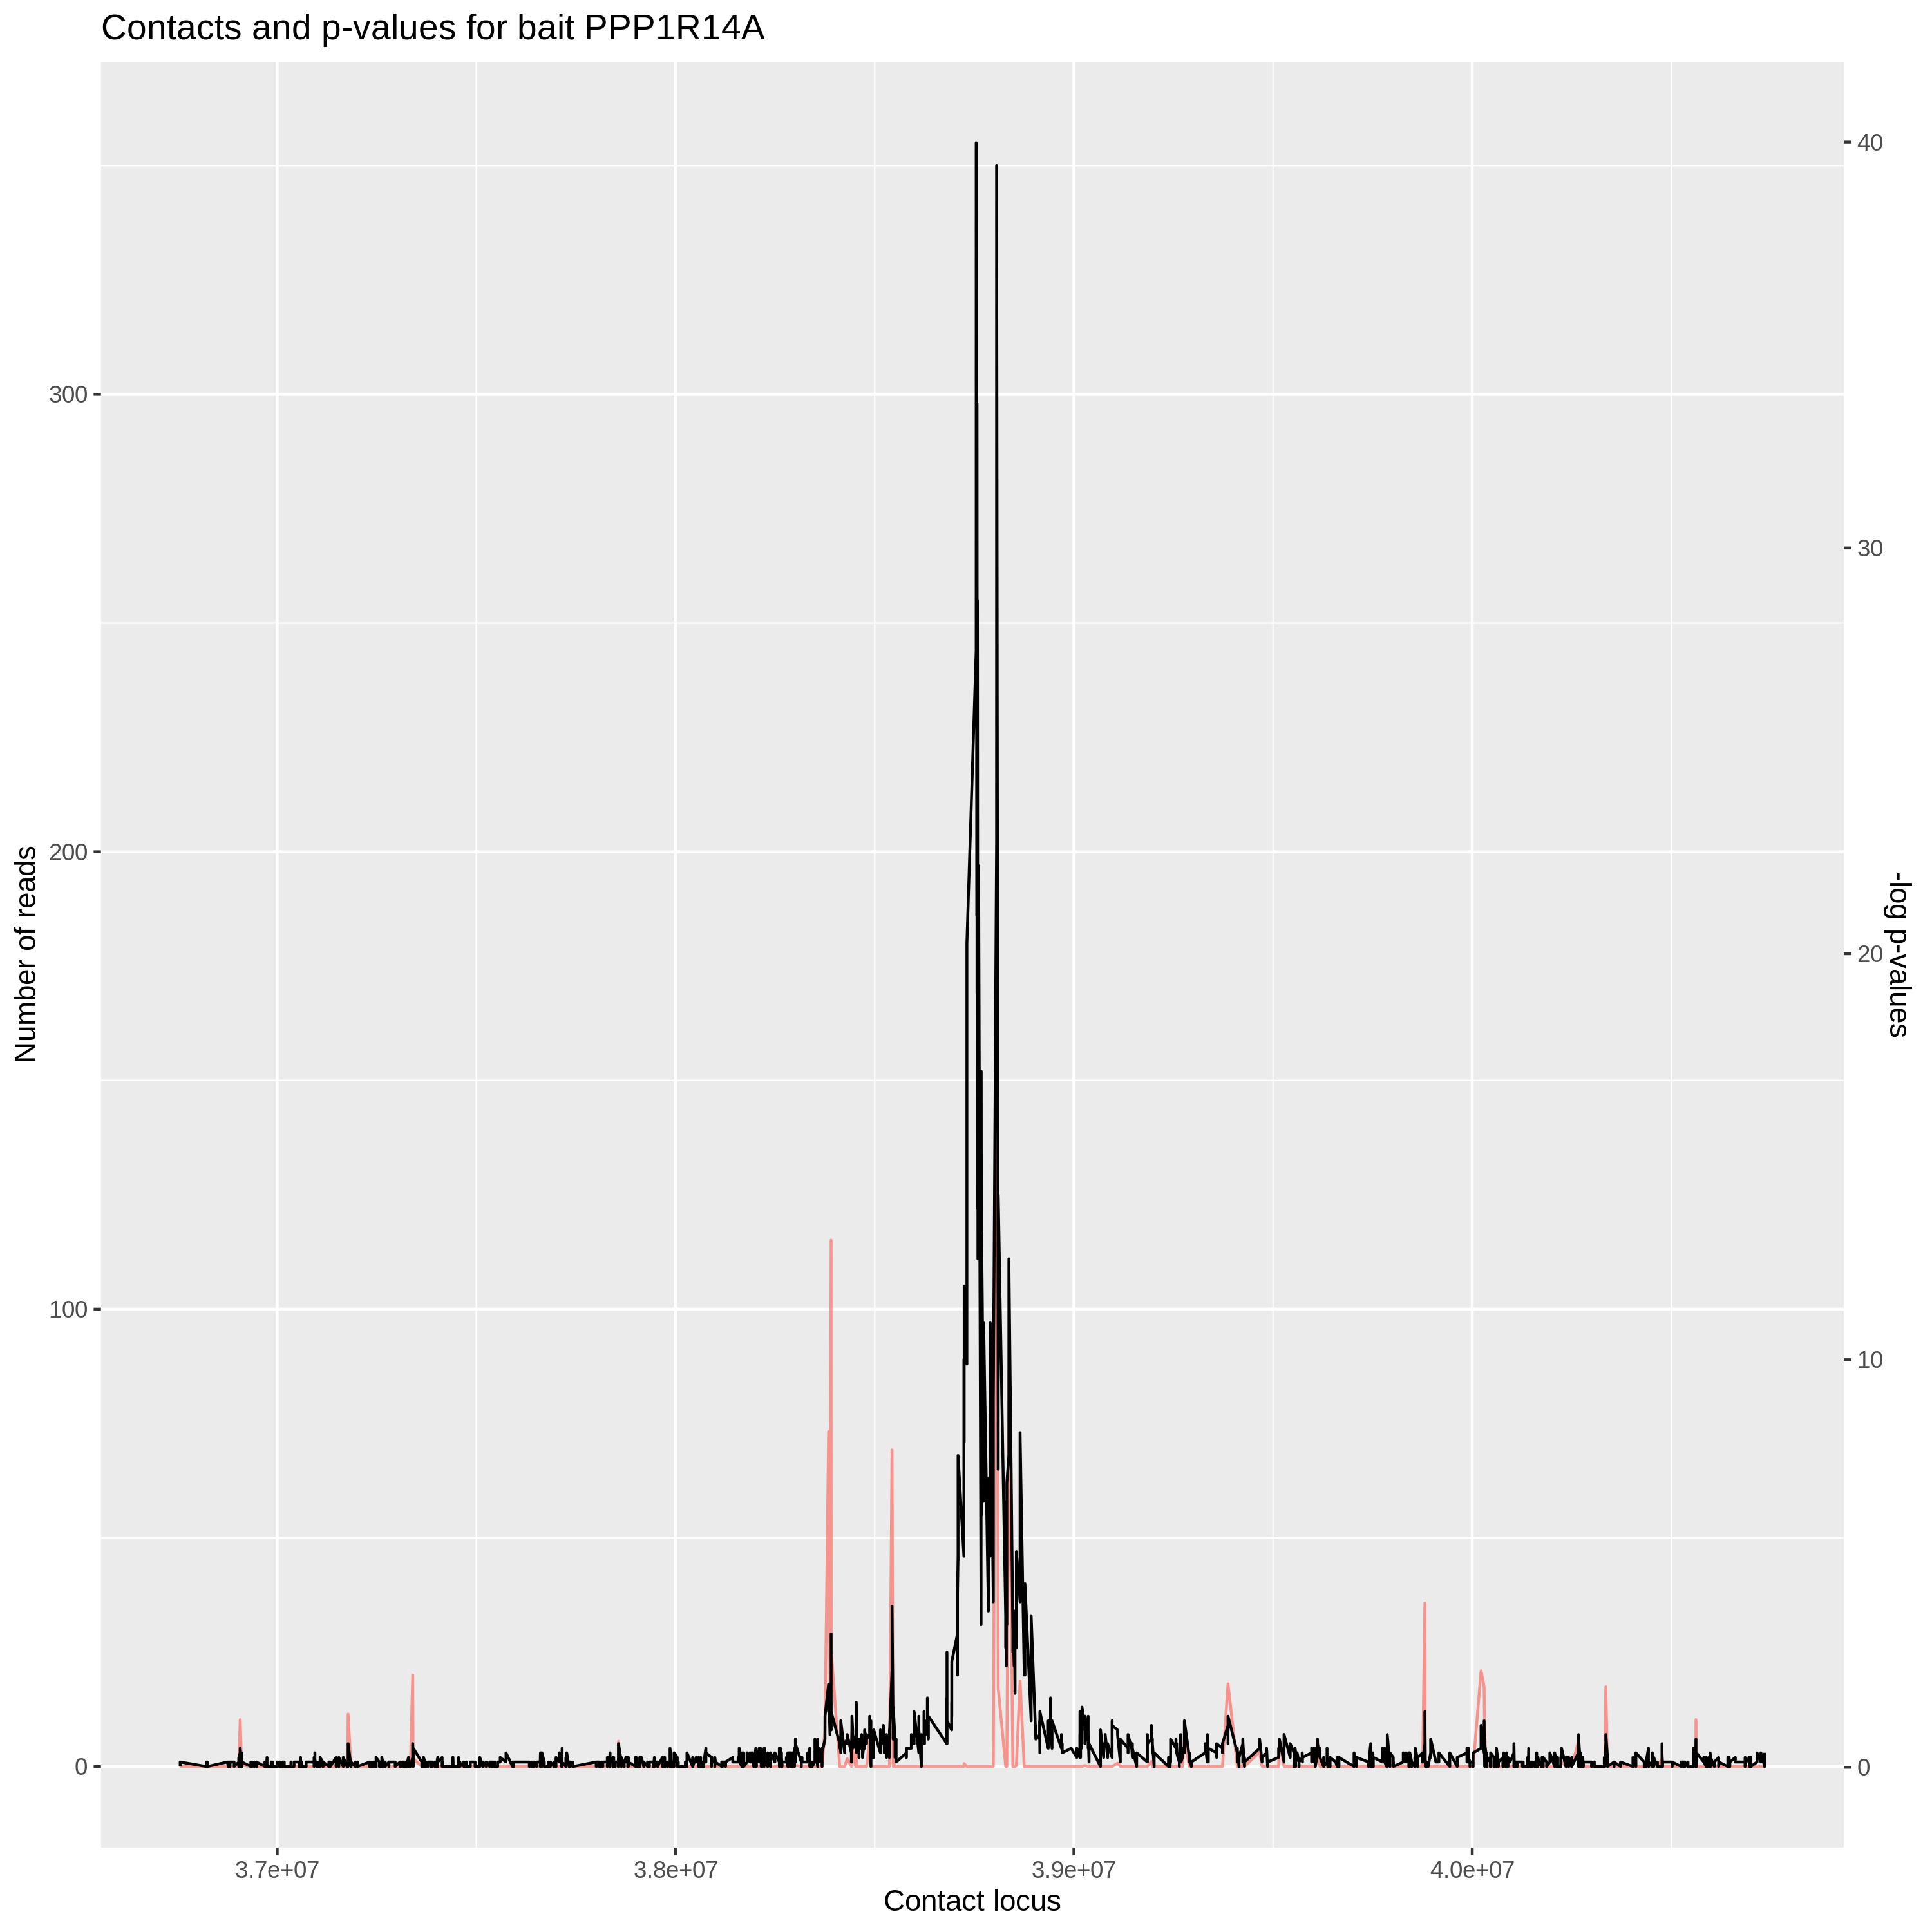 Contacts and p-values for bait PPP1R14A
40
300
30
200
20
100
10
0
0
Number of reads
-log p-values
3.7e+07
3.8e+07
3.9e+07
4.0e+07
Contact locus